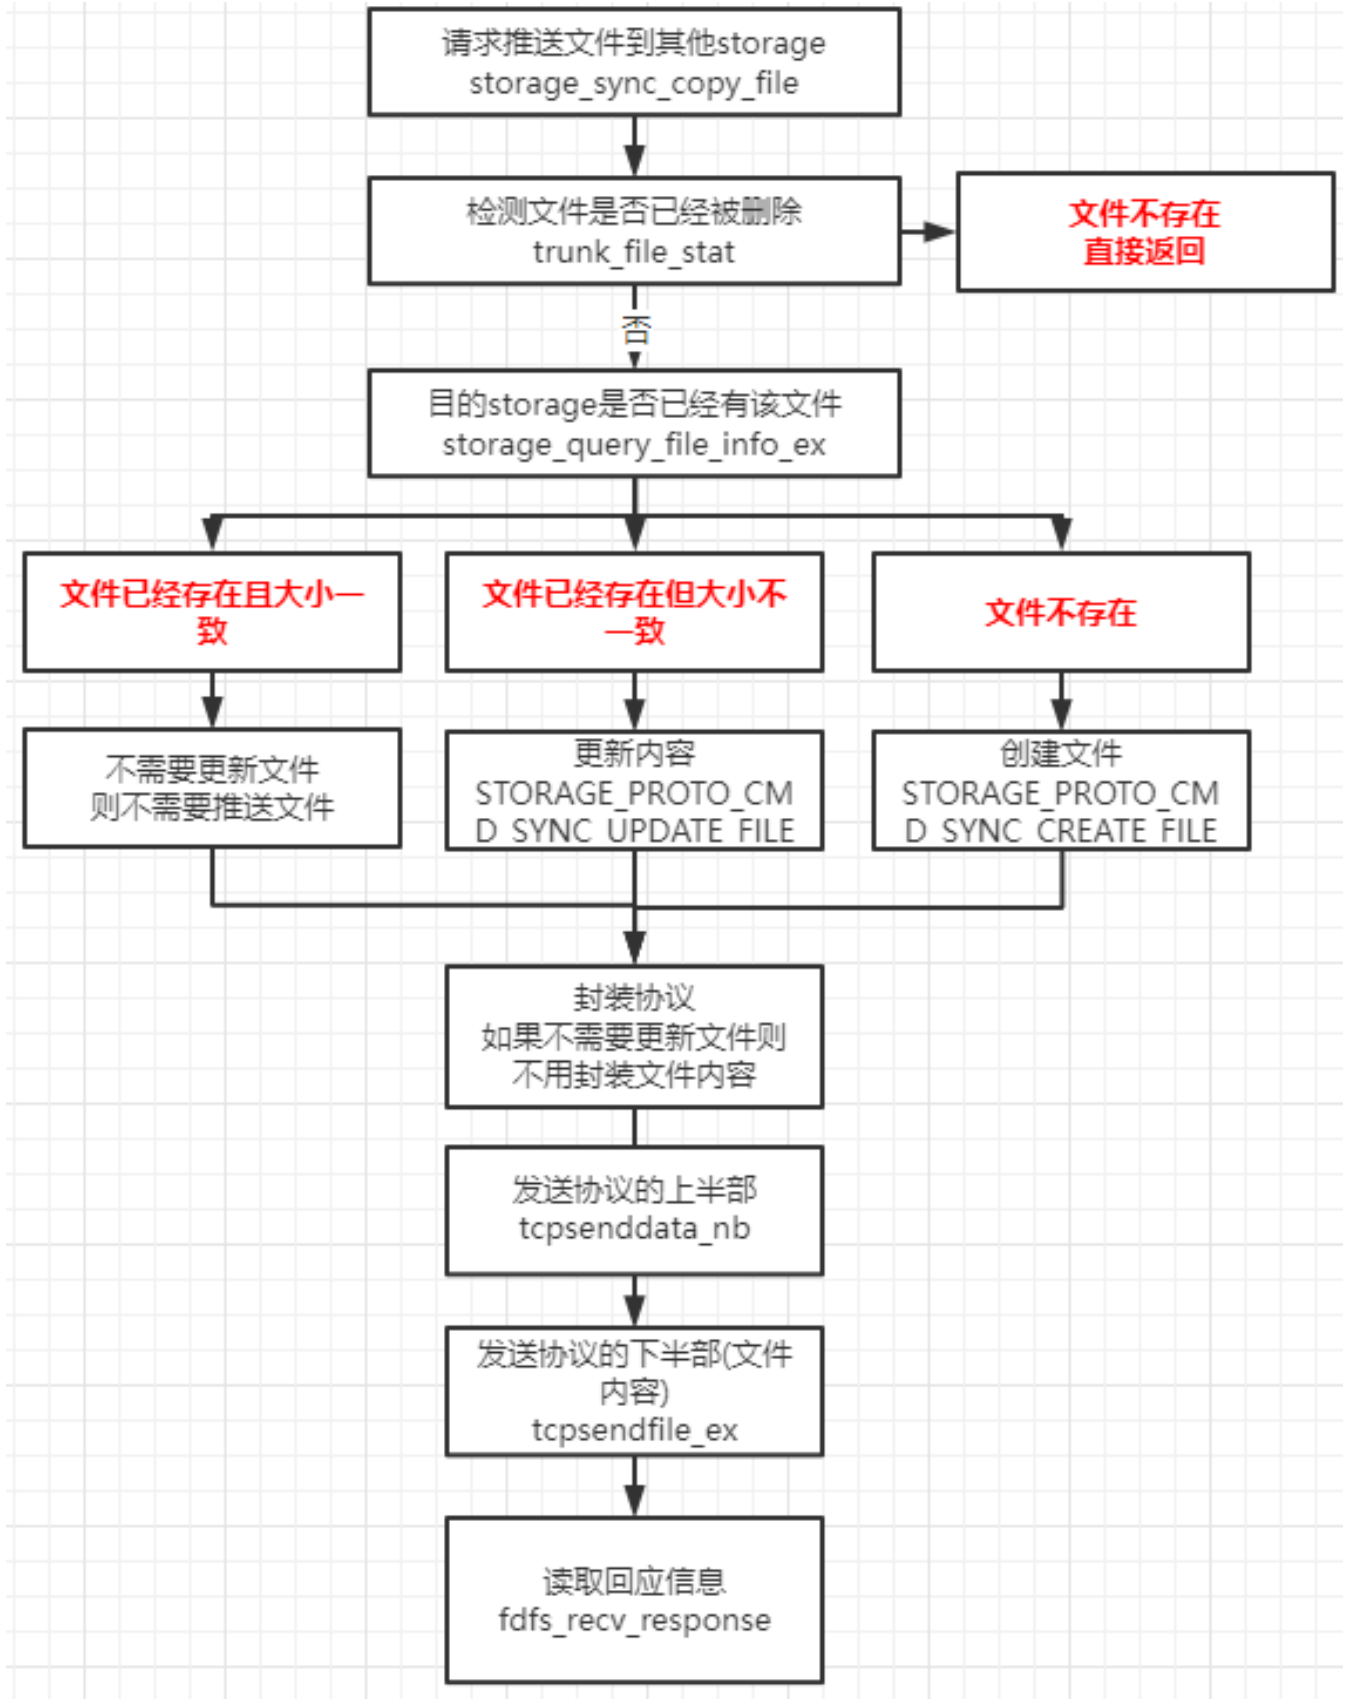 请求推送文件到其他storage
storage_sync_copy_file
检测文件是否已经被删除
trunk_file_stat
文件不存在
直接返回
否
目的storage是否已经有该文件
storage_query_file_info_ex
文件已经存在且大小一
致
文件已经存在但大小不
一致
文件不存在
不需要更新文件
则不需要推送文件
更新内容
STORAGE_PROTO_CM
D_SYNC_UPDATE_FILE
创建文件
STORAGE_PROTO_CM
D_SYNC_CREATE_FILE
封装协议
如果不需要更新文件则
不用封装文件内容
发送协议的上半部
tcpsenddata_nb
发送协议的下半部(文件
内容)
tcpsendfile_ex
读取回应信息
fdfs_recv_response